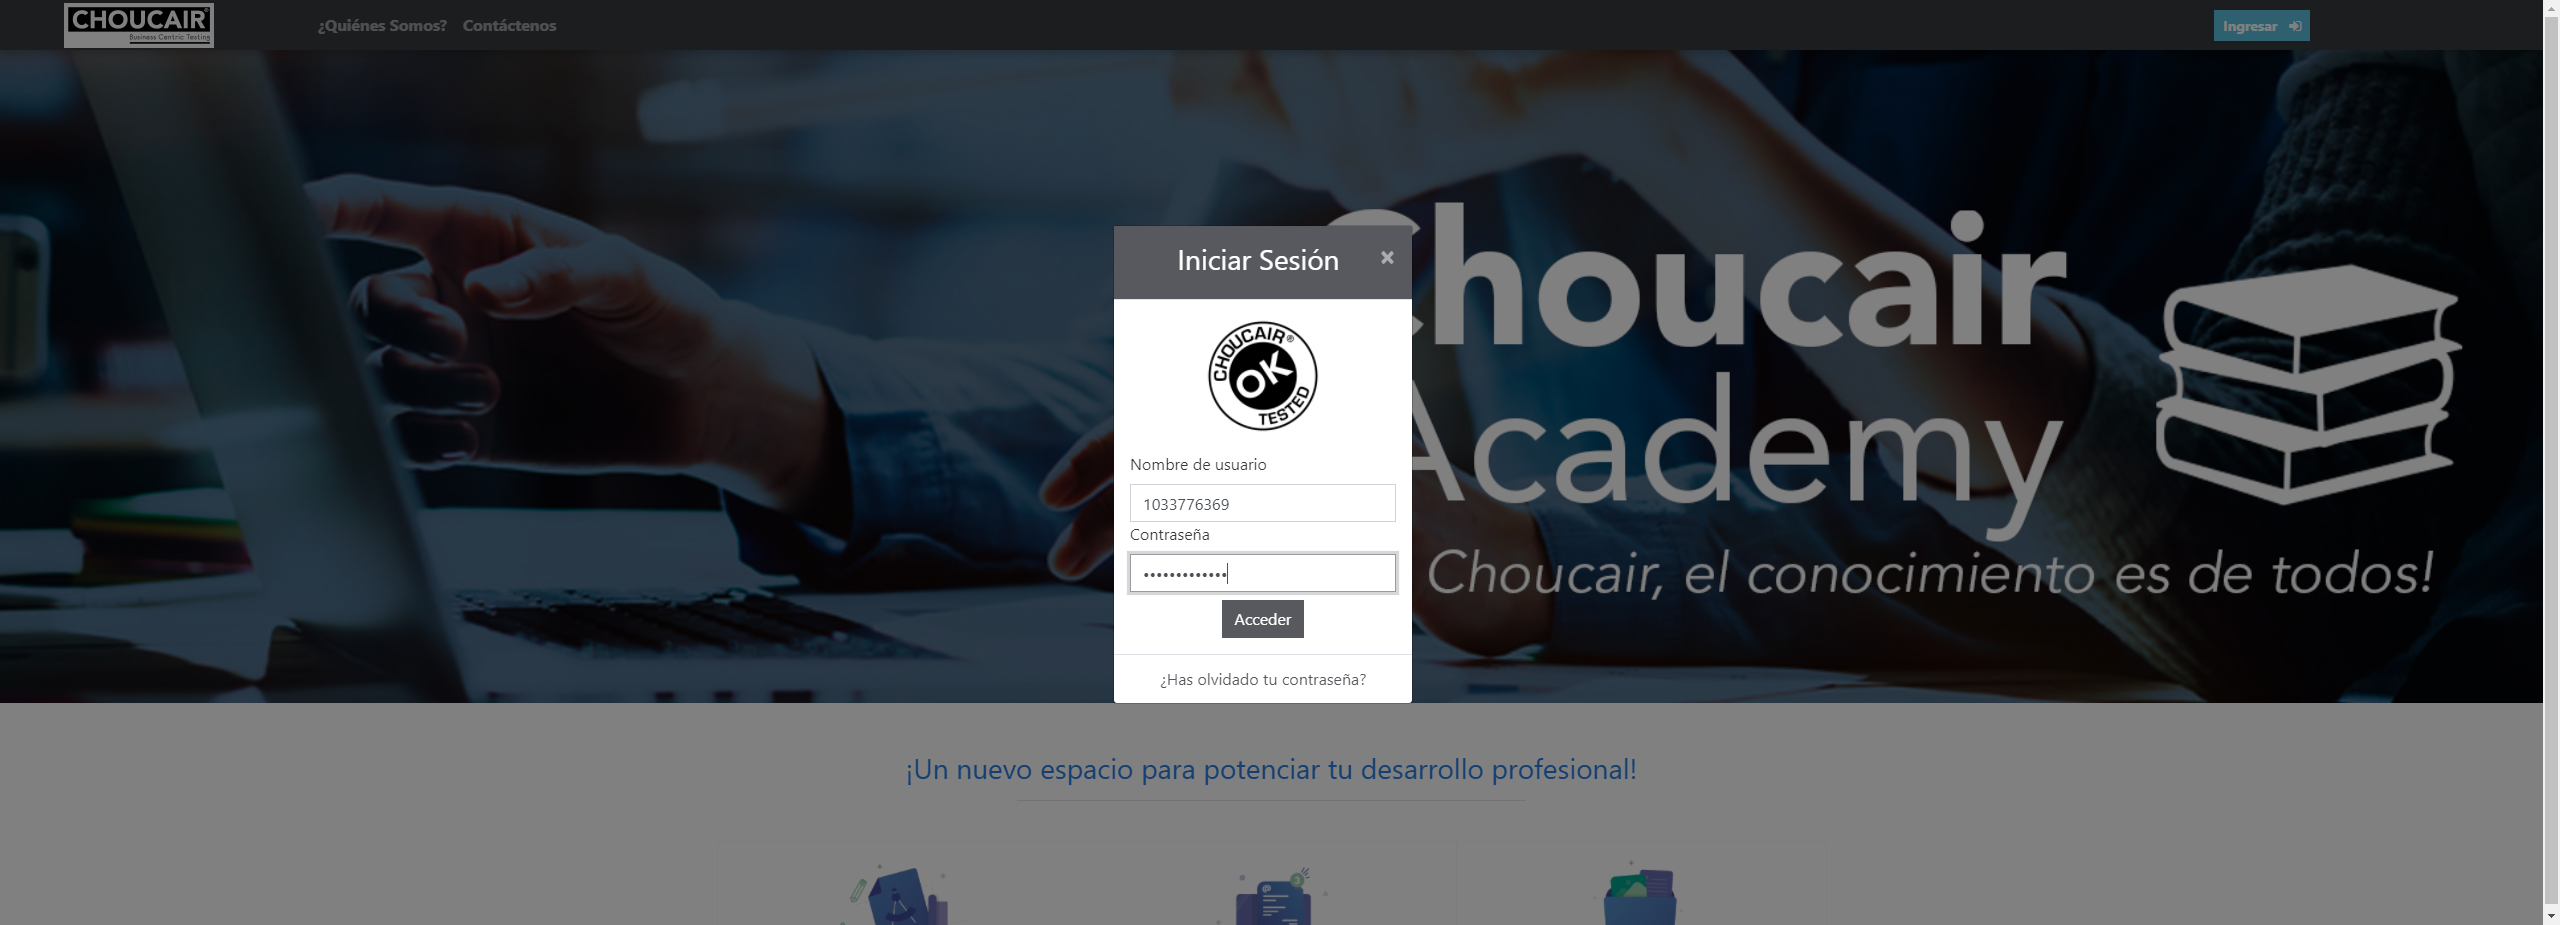 CHOUCAIR®
Business Centric Testing
¿Quiénes Somos?
Contáctenos
Ingresar
Choucair
Academy
Choucair, el conocimiento es de todos!
Iniciar Sesión
×
CHOUCAIR®
OK
TESTED
Nombre de usuario
1033776369
Contraseña
•••••••••••••
Acceder
¿Has olvidado tu contraseña?
¡Un nuevo espacio para potenciar tu desarrollo profesional!
@
3